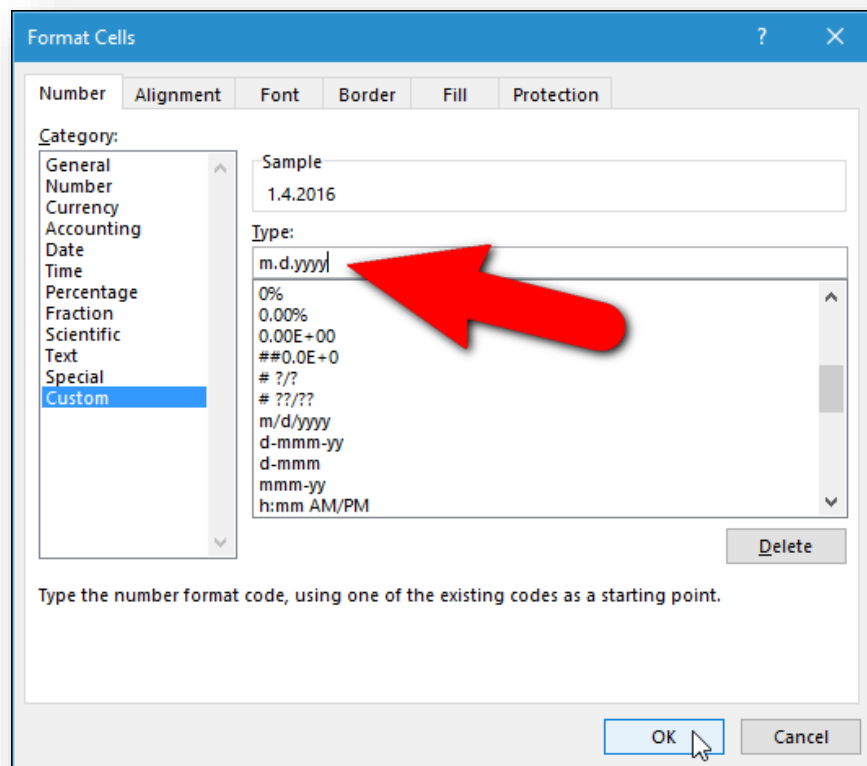 Format Cells ?
Number Alignment Font Border Fill Protection
Category:
General
Number
Currency
Accounting
Date
Time
Percentage
Fraction
Scientific
Text
Special
Custom
Sample
1.4.2016
Type:
m.d.yyyy
0%
0.00%
0.00E+00
##0.0E+0
# ?/?
# ??/??
m/d/yyyy
d-mmm-yy
d-mmm
mmm-yy
h:mm AM/PM
Delete
Type the number format code, using one of the existing codes as a starting point.
OK Cancel